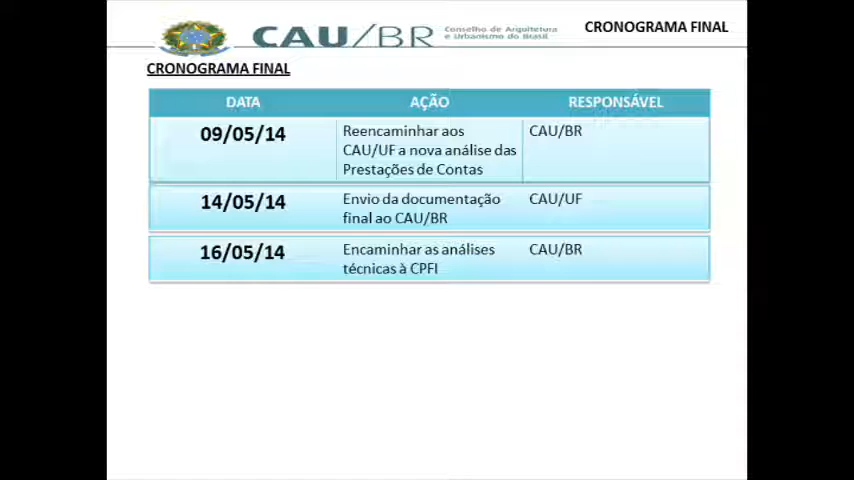 CAU/BR
Conselho de Arquitetura
e Urbanismo do Brasil
CRONOGRAMA FINAL
CRONOGRAMA FINAL
DATA AÇÃO RESPONSÁVEL
09/05/14 Reencaminhar aos CAU/BR
CAU/UF a nova análise das
Prestações de Contas
14/05/14 Envio da documentação CAU/UF
final ao CAU/BR
16/05/14 Encaminhar as análises CAU/BR
técnicas à CPFI